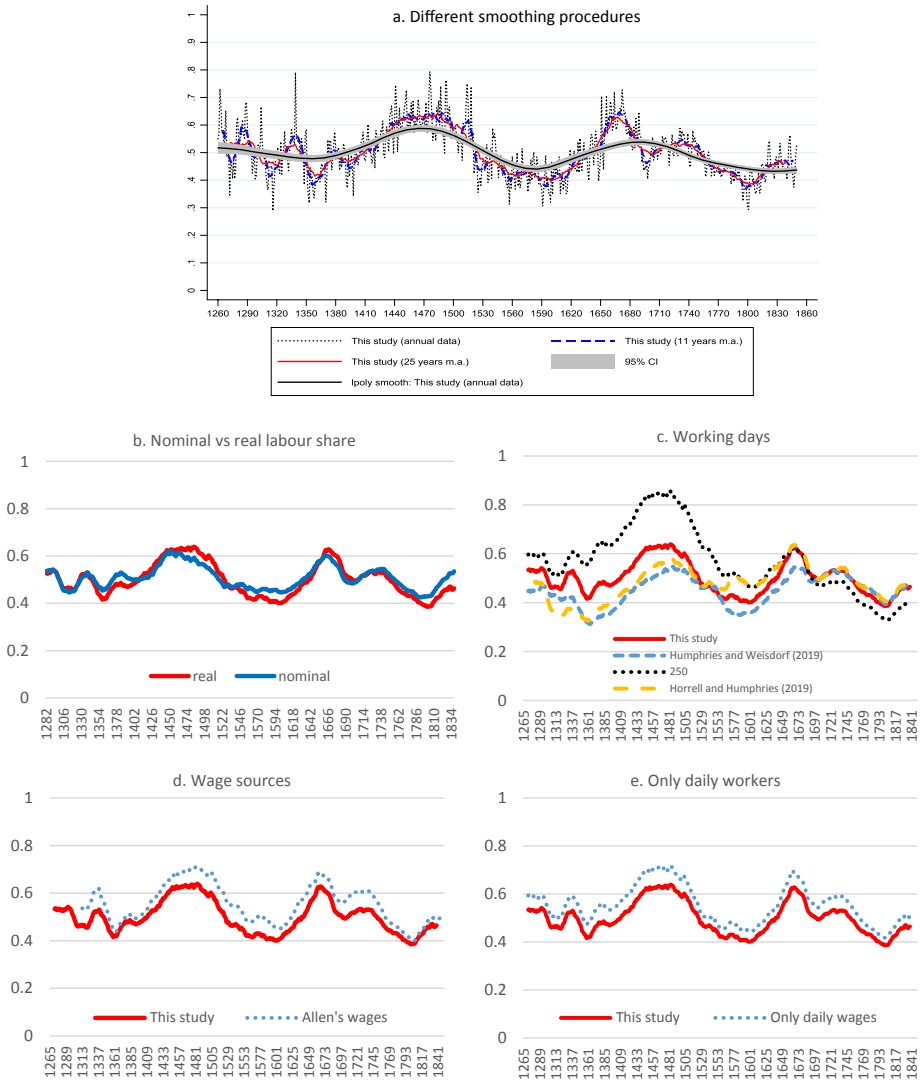 a. Different smoothing procedures
1
.9
.8
.7
.6
.5
.4
.3
.2
.1
0
1260 1290 1320 1350 1380 1410 1440 1470 1500 1530 1560 1590 1620 1650 1680 1710 1740 1770 1800 1830 1860
This study (annual data) This study (11 years m.a.)
This study (25 years m.a.) 95% CI
lpoly smooth: This study (annual data)
b. Nominal vs real labour share
1
0.8
0.6
0.4
0.2
0
real nominal
1282 1306 1330 1354 1378 1402 1426 1450 1474 1498 1522 1546 1570 1594 1618 1642 1666 1690 1714 1738 1762 1786 1810 1834
c. Working days
1
0.8
0.6
0.4
0.2
0
This study
Humphries and Weisdorf (2019)
250
Horrell and Humphries (2019)
1265 1289 1313 1337 1361 1385 1409 1433 1457 1481 1505 1529 1553 1577 1601 1625 1649 1673 1697 1721 1745 1769 1793 1817 1841
d. Wage sources
1
0.8
0.6
0.4
0.2
0
This study Allen's wages
1265 1289 1313 1337 1361 1385 1409 1433 1457 1481 1505 1529 1553 1577 1601 1625 1649 1673 1697 1721 1745 1769 1793 1817 1841
e. Only daily workers
1
0.8
0.6
0.4
0.2
0
This study Only daily wages
1265 1289 1313 1337 1361 1385 1409 1433 1457 1481 1505 1529 1553 1577 1601 1625 1649 1673 1697 1721 1745 1769 1793 1817 1841